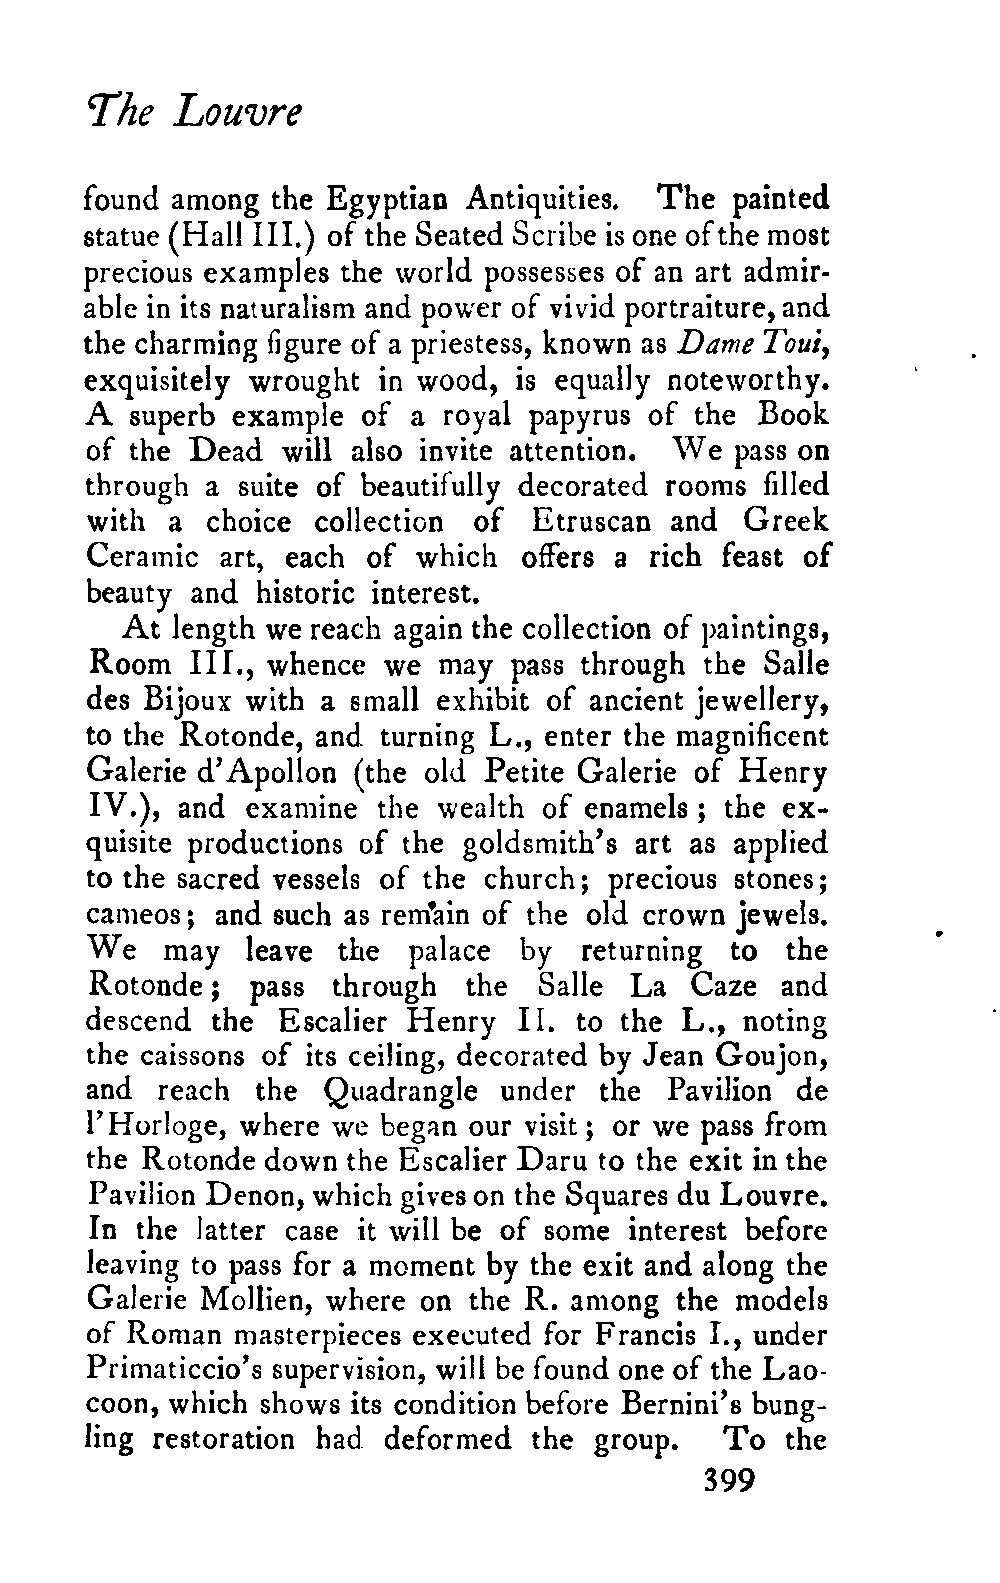 The Louvre
found among the Egyptian Antiquities. The painted
statue (Hall III.) of the Seated Scribe is one of the most
precious examples the world possesses of an art admir-
able in its naturalism and power of vivid portraiture, and
the charming figure of a priestess, known as Dame Toui,
exquisitely wrought in wood, is equally noteworthy.
A superb example of a royal papyrus of the Book
of the Dead will also invite attention. We pass on
through a suite of beautifully decorated rooms filled
with a choice collection of Etruscan and Greek
Ceramic art, each of which offers a rich feast of
beauty and historic interest.
At length we reach again the collection of paintings,
Room III., whence we may pass through the Salle
des Bijoux with a small exhibit of ancient jewellery,
to the Rotonde, and turning L., enter the magnificent
Galerie d'Apollon (the old Petite Galerie of Henry
IV.), and examine the wealth of enamels; the ex-
quisite productions of the goldsmith's art as applied
to the sacred vessels of the church; precious stones;
cameos; and such as remain of the old crown jewels.
We may leave the palace by returning to the
Rotonde; pass through the Salle La Caze and
descend the Escalier Henry II. to the L., noting
the caissons of its ceiling, decorated by Jean Goujon,
and reach the Quadrangle under the Pavilion de
l'Horloge, where we began our visit; or we pass from
the Rotonde down the Escalier Daru to the exit in the
Pavilion Denon, which gives on the Squares du Louvre.
In the latter case it will be of some interest before
leaving to pass for a moment by the exit and along the
Galerie Mollien, where on the R. among the models
of Roman masterpieces executed for Francis I., under
Primaticcio's supervision, will be found one of the Lao-
coon, which shows its condition before Bernini's bung-
ling restoration had deformed the group. To the
399